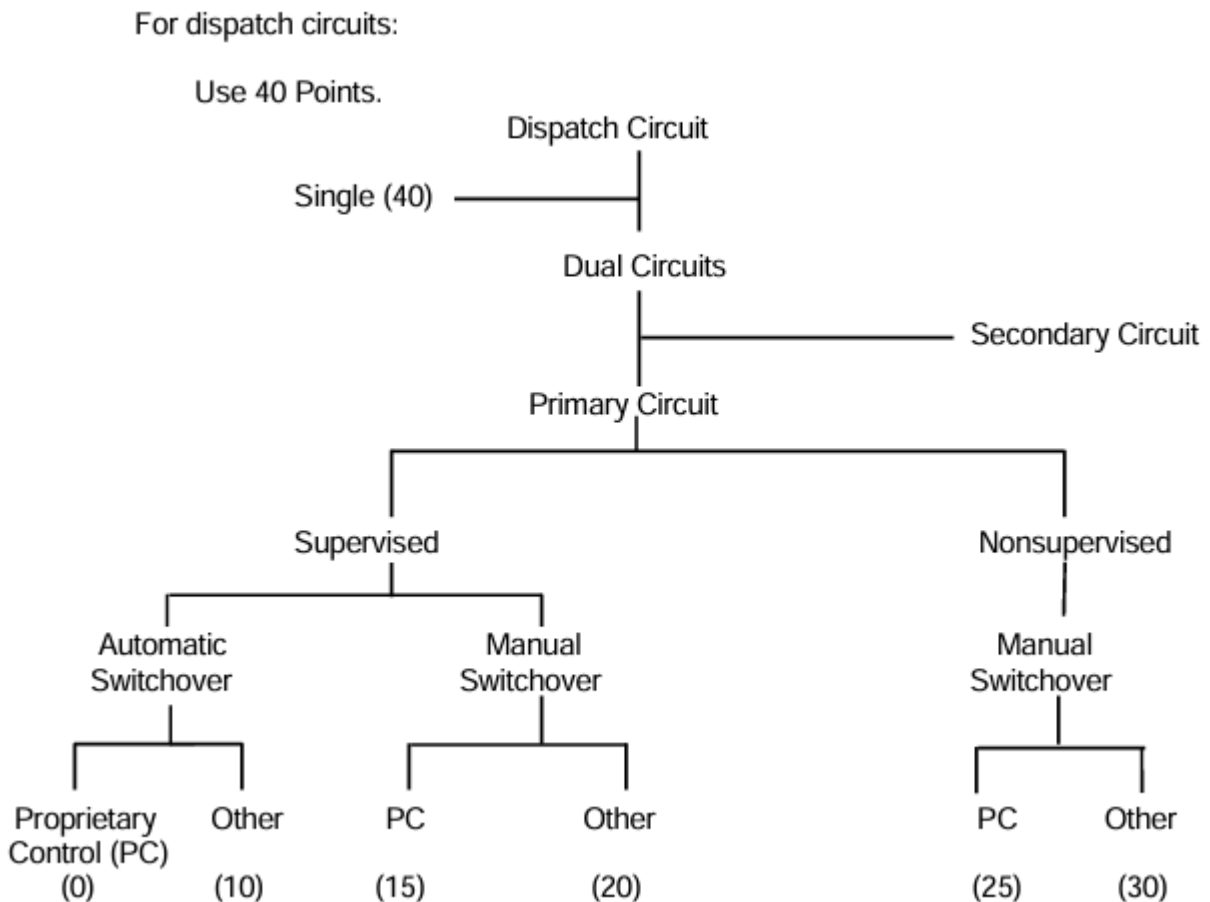 For dispatch circuits:
Use 40 Points.
Dispatch Circuit
Single (40)
Dual Circuits
Secondary Circuit
Primary Circuit
Supervised
Nonsupervised
Automatic
Switchover
Manual
Switchover
Manual
Switchover
Proprietary
Control (PC)
(0)
Other
(10)
PC
(15)
Other
(20)
PC
(25)
Other
(30)